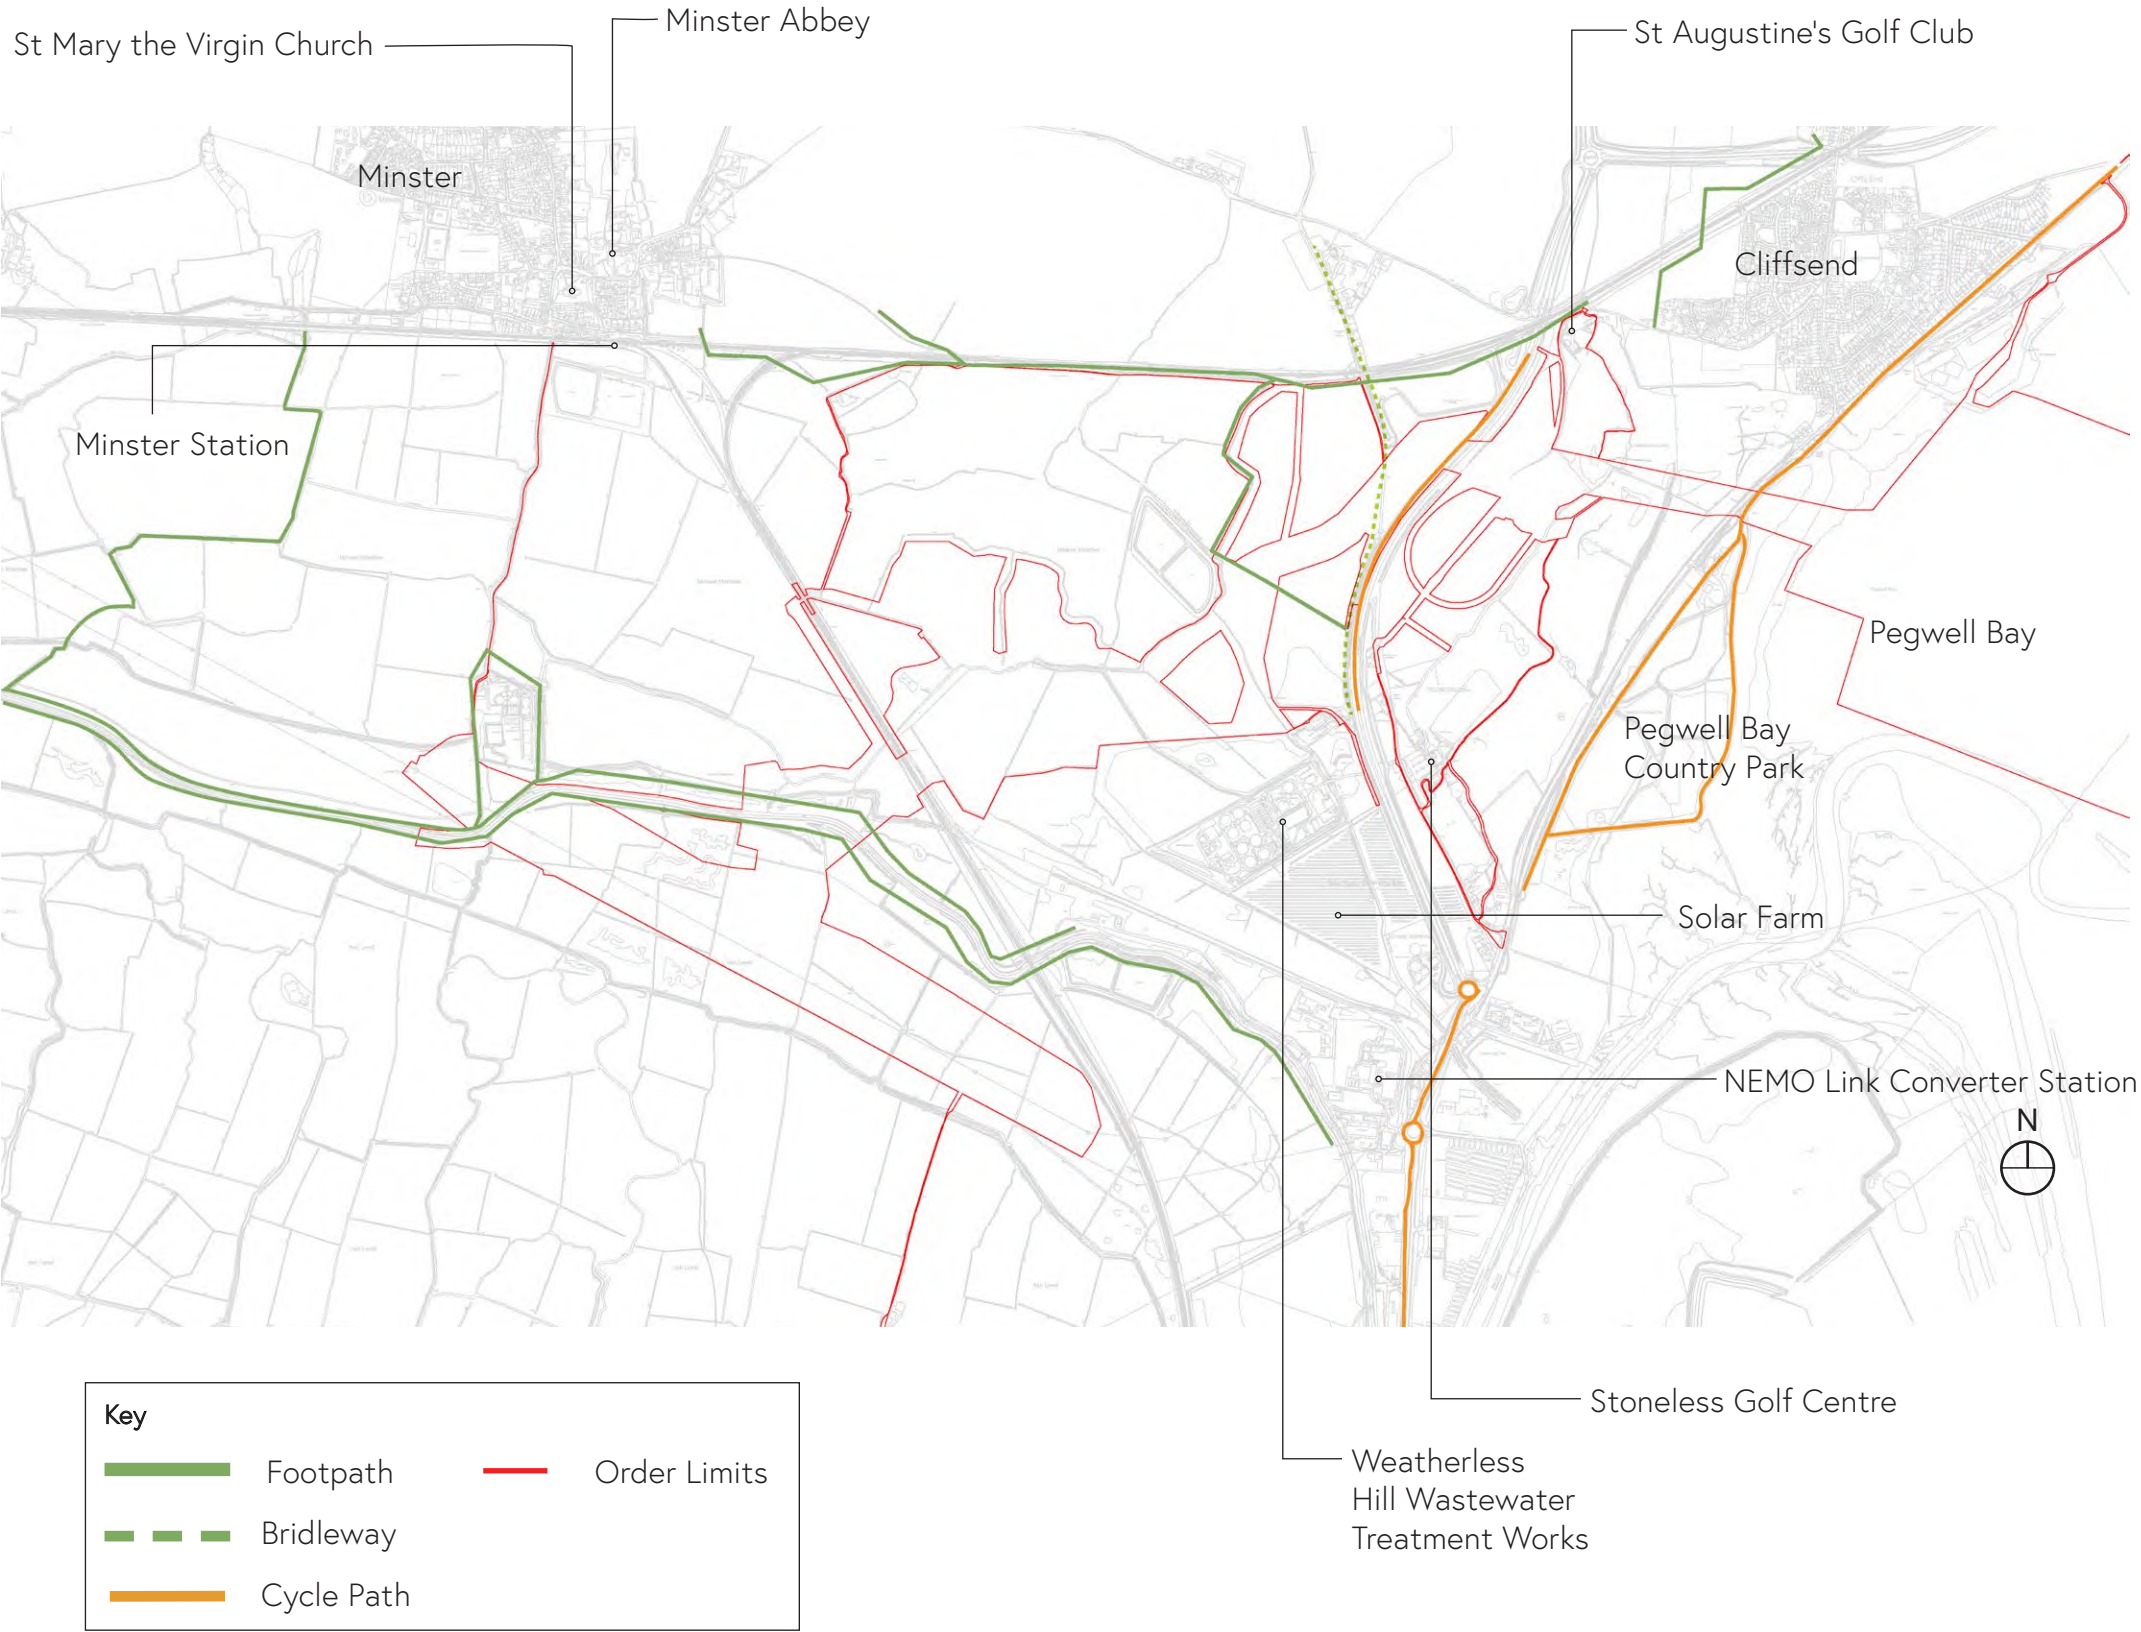 Minster Abbey
St Mary the Virgin Church
St Augustine's Golf Club
Minster
Cliffsend
Minster Station
Pegwell Bay
Pegwell Bay
Country Park
Solar Farm
NEMO Link Converter Station
N
Stoneless Golf Centre
Weatherless
Hill Wastewater
Treatment Works
Key
Footpath
Order Limits
Bridleway
Cycle Path